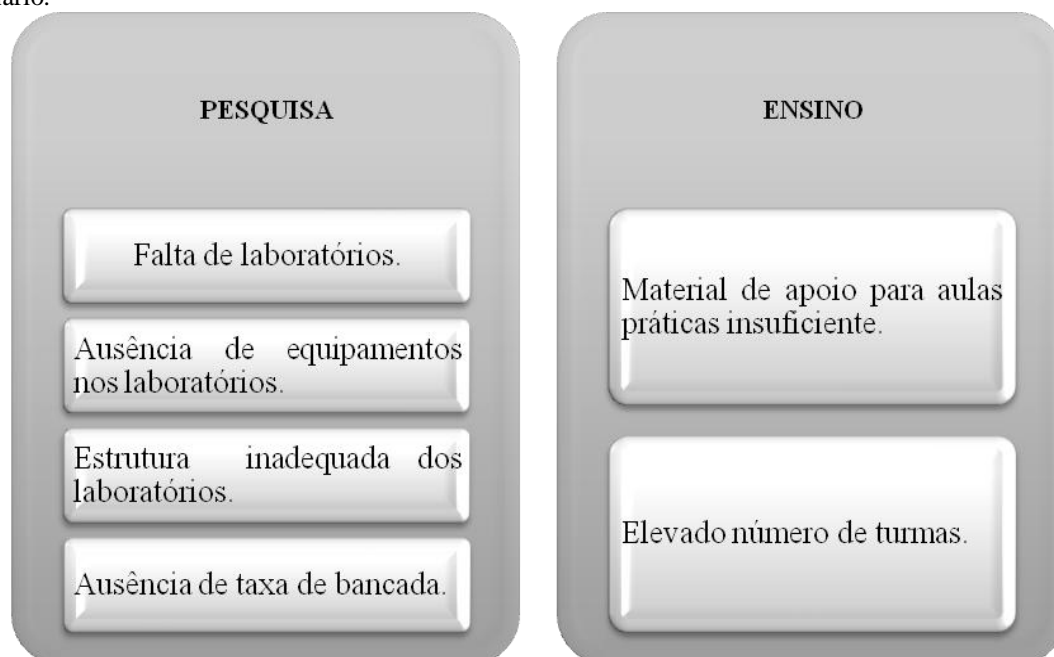 PESQUISA
Falta de laboratórios.
Ausência de equipamentos
nos laboratórios.
Estrutura inadequada dos
laboratórios.
Ausência de taxa de bancada.
ENSINO
Material de apoio para aulas
práticas insuficiente.
Elevado número de turmas.